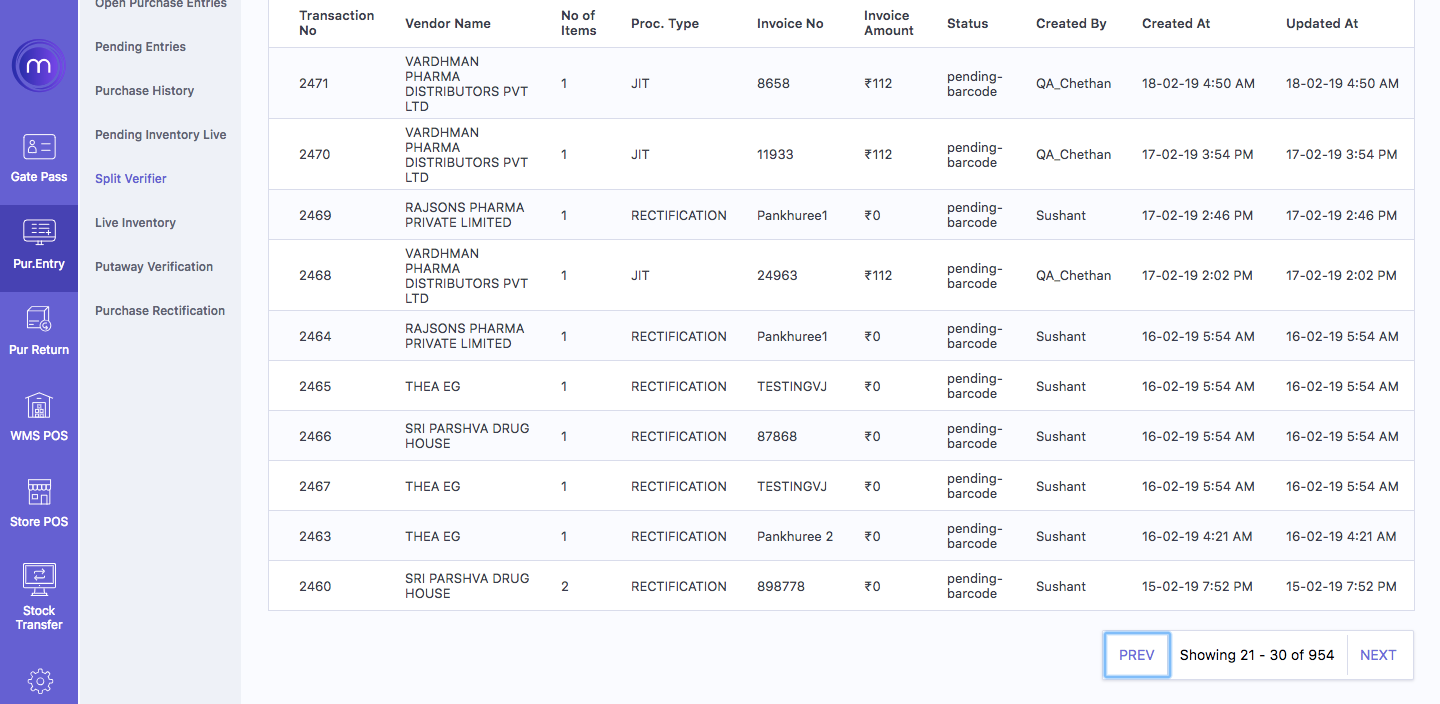 Open Purchase Entries
Pending Entries
Purchase History
Pending Inventory Live
Split Verifier
Live Inventory
Putaway Verification
Purchase Rectification
m
Gate Pass
Pur.Entry
Pur Return
WMS POS
Store POS
Stock
Transfer
Transaction No Vendor Name No of Items Proc. Type Invoice No Invoice Amount Status Created By Created At Updated At
2471 VARDHMAN PHARMA DISTRIBUTORS PVT LTD 1 JIT 8658 ₹112 pending-barcode QA_Chethan 18-02-19 4:50 AM 18-02-19 4:50 AM
2470 VARDHMAN PHARMA DISTRIBUTORS PVT LTD 1 JIT 11933 ₹112 pending-barcode QA_Chethan 17-02-19 3:54 PM 17-02-19 3:54 PM
2469 RAJSONS PHARMA PRIVATE LIMITED 1 RECTIFICATION Pankhuree1 ₹0 pending-barcode Sushant 17-02-19 2:46 PM 17-02-19 2:46 PM
2468 VARDHMAN PHARMA DISTRIBUTORS PVT LTD 1 JIT 24963 ₹112 pending-barcode QA_Chethan 17-02-19 2:02 PM 17-02-19 2:02 PM
2464 RAJSONS PHARMA PRIVATE LIMITED 1 RECTIFICATION Pankhuree1 ₹0 pending-barcode Sushant 16-02-19 5:54 AM 16-02-19 5:54 AM
2465 THEA EG 1 RECTIFICATION TESTINGVJ ₹0 pending-barcode Sushant 16-02-19 5:54 AM 16-02-19 5:54 AM
2466 SRI PARSHVA DRUG HOUSE 1 RECTIFICATION 87868 ₹0 pending-barcode Sushant 16-02-19 5:54 AM 16-02-19 5:54 AM
2467 THEA EG 1 RECTIFICATION TESTINGVJ ₹0 pending-barcode Sushant 16-02-19 5:54 AM 16-02-19 5:54 AM
2463 THEA EG 1 RECTIFICATION Pankhuree 2 ₹0 pending-barcode Sushant 16-02-19 4:21 AM 16-02-19 4:21 AM
2460 SRI PARSHVA DRUG HOUSE 2 RECTIFICATION 898778 ₹0 pending-barcode Sushant 15-02-19 7:52 PM 15-02-19 7:52 PM
PREV Showing 21 - 30 of 954 NEXT